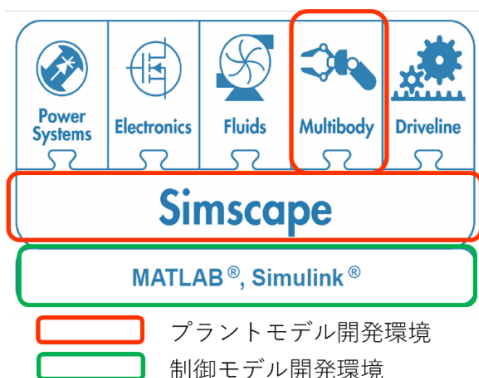 Power
Systems
Electronics
Fluids
Multibody
Driveline
Simscape
MATLAB®, Simulink®
プラントモデル開発環境
制御モデル開発環境